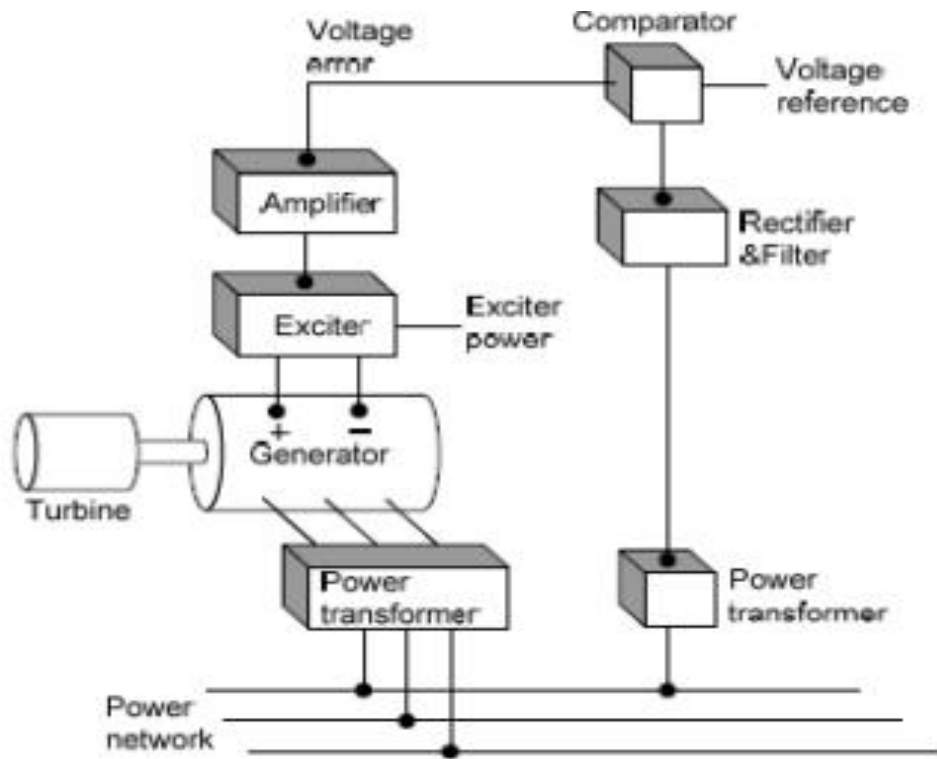 Comparator
Voltage
error
Voltage
reference
Amplifier
Rectifier
&Filter
Exciter
Exciter
power
+ −
Generator
Turbine
Power
transformer
Power
transformer
Power
network